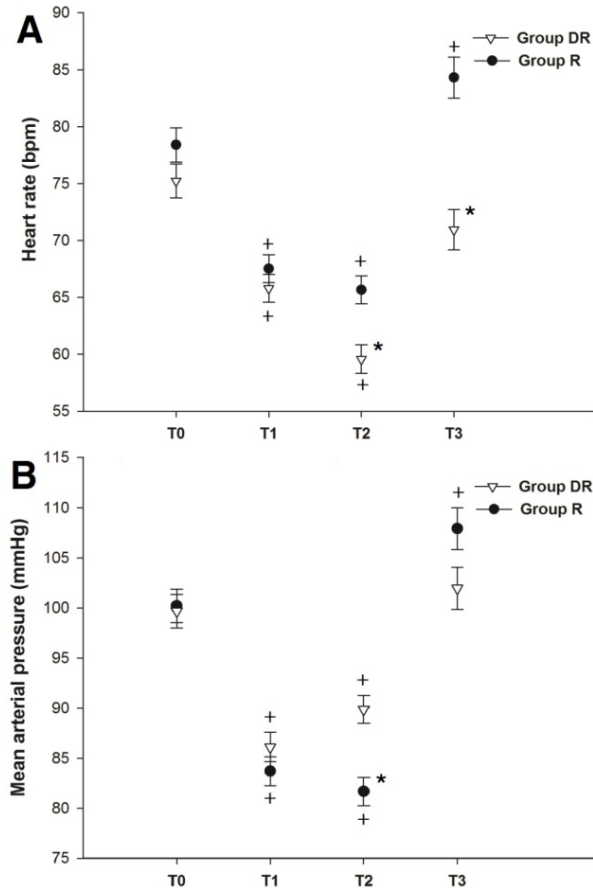 A
90
85
80
75
70
65
60
55
Heart rate (bpm)
Group DR
Group R
+
+
+
+
*
+
+
*
T0
T1
T2
T3
B
115
110
105
100
95
90
85
80
75
Mean arterial pressure (mmHg)
Group DR
Group R
+
+
+
*
+
+
T0
T1
T2
T3